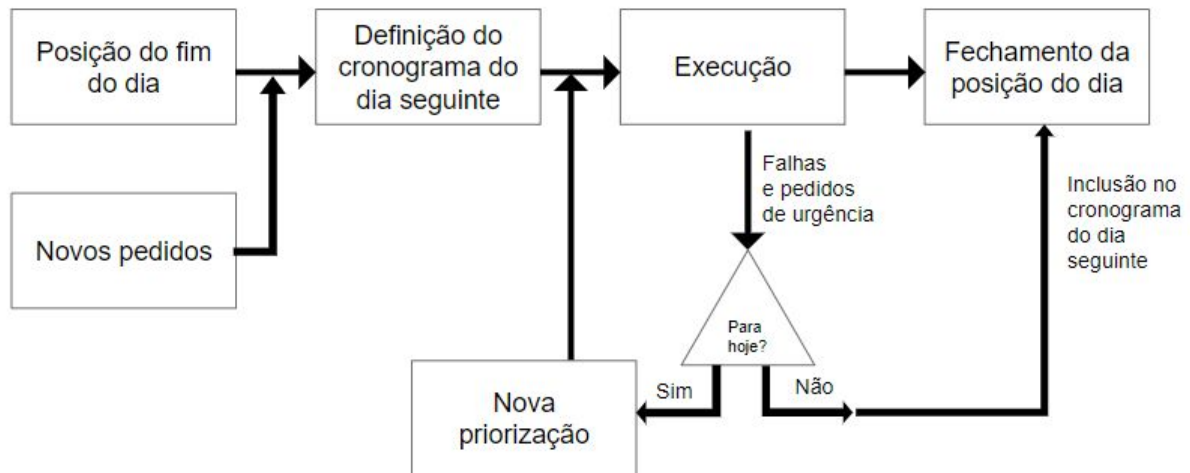 Posição do fim
do dia
Definição do
cronograma do
dia seguinte
Execução
Fechamento da
posição do dia
Novos pedidos
Falhas
e pedidos
de urgência
Inclusão no
cronograma
do dia
seguinte
Para
hoje?
Sim
Não
Nova
priorização